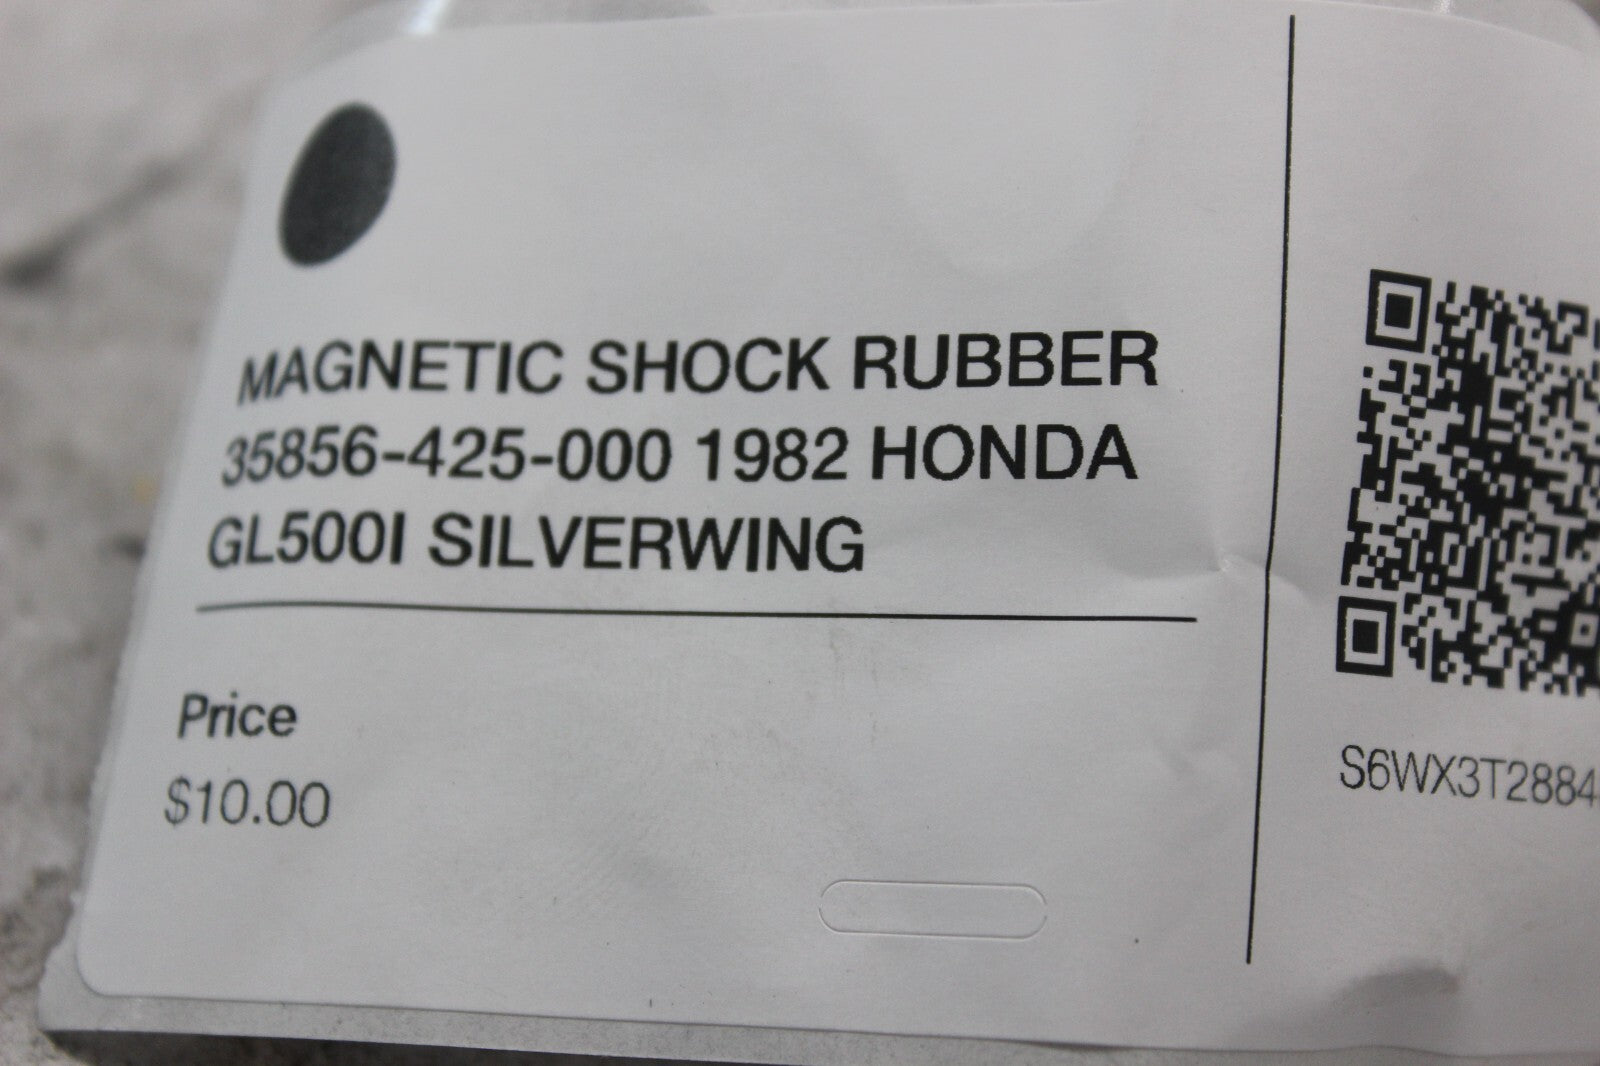 MAGNETIC SHOCK RUBBER
35856-425-000 1982 HONDA
GL500I SILVERWING
Price
$10.00
S6WX3T2884